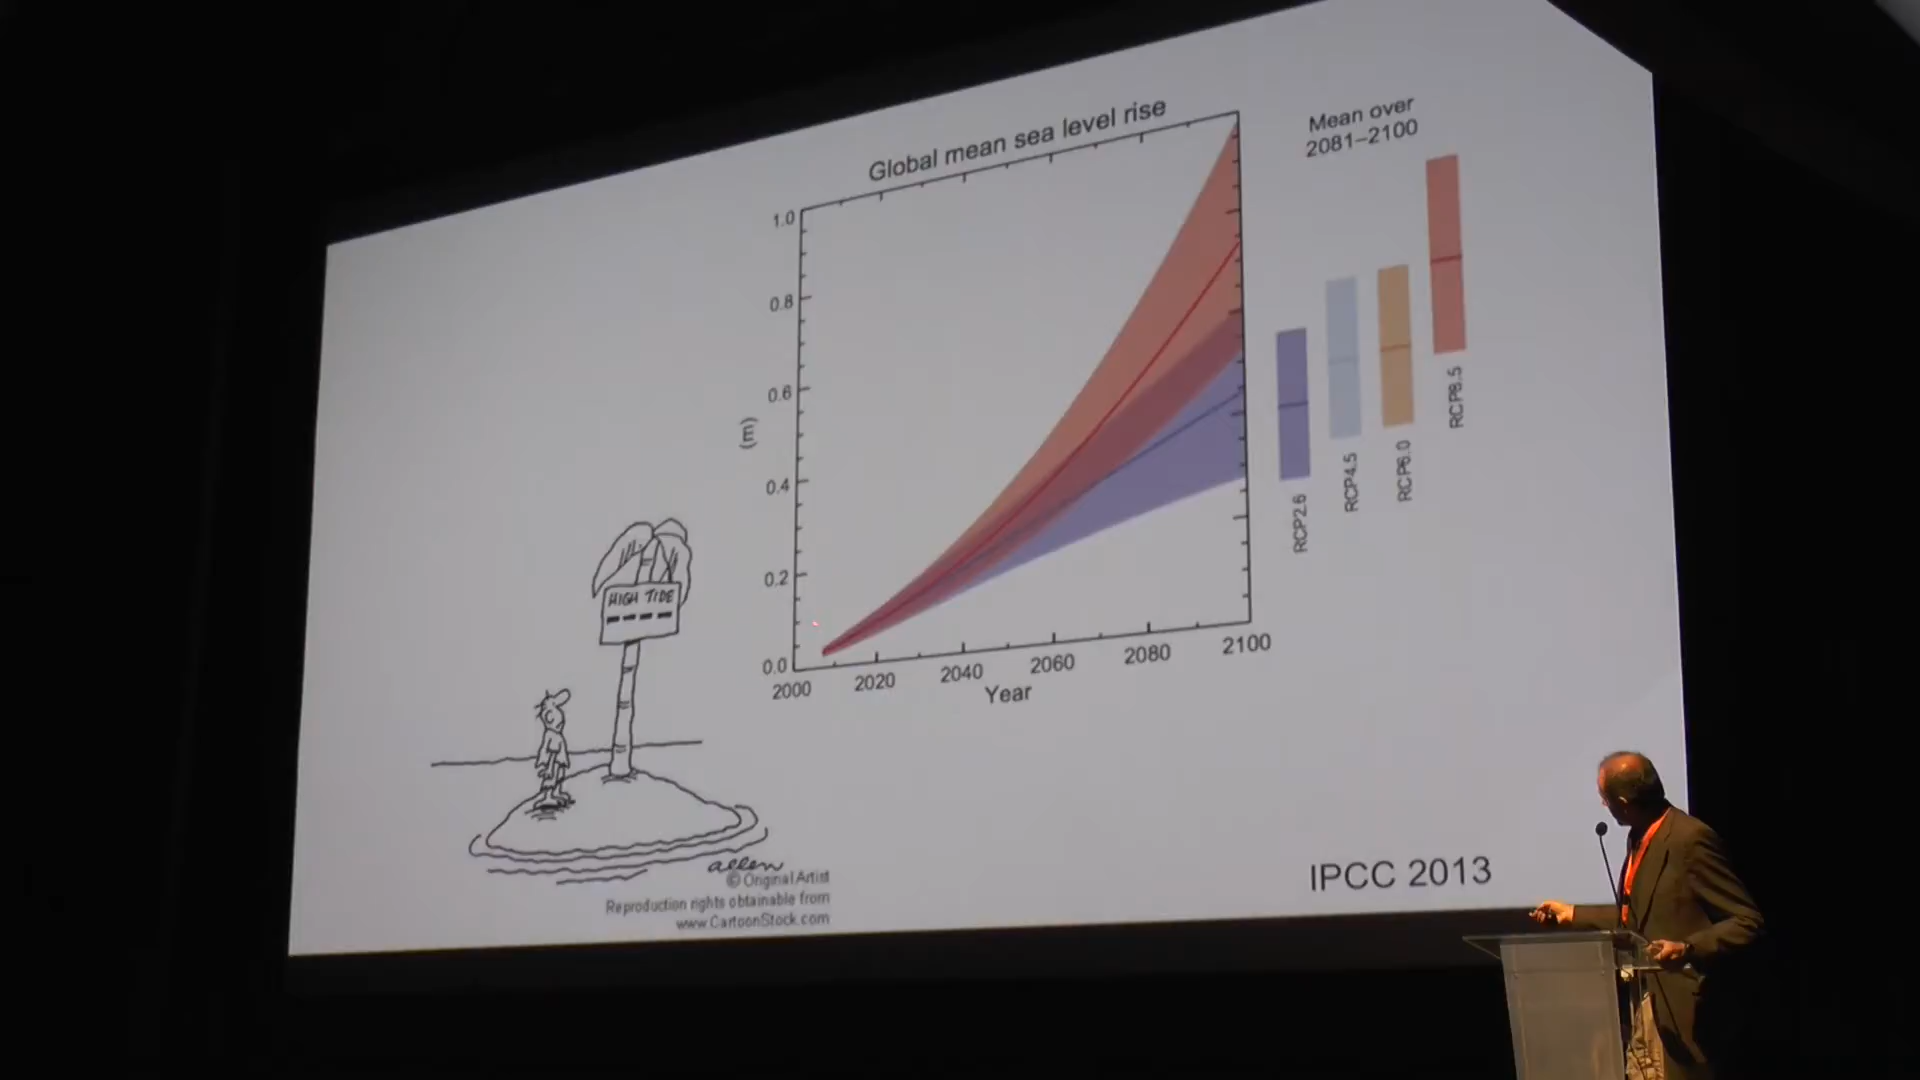 Global mean sea level rise
Mean over
2081–2100
1.0
0.8
0.6
0.4
0.2
0.0
(m)
2000 2020 2040 2060 2080 2100
Year
RCP2.6
RCP4.5
RCP6.0
RCP8.5
HIGH TIDE
allen
© Original Artist
Reproduction rights obtainable from
www.CartoonStock.com
IPCC 2013